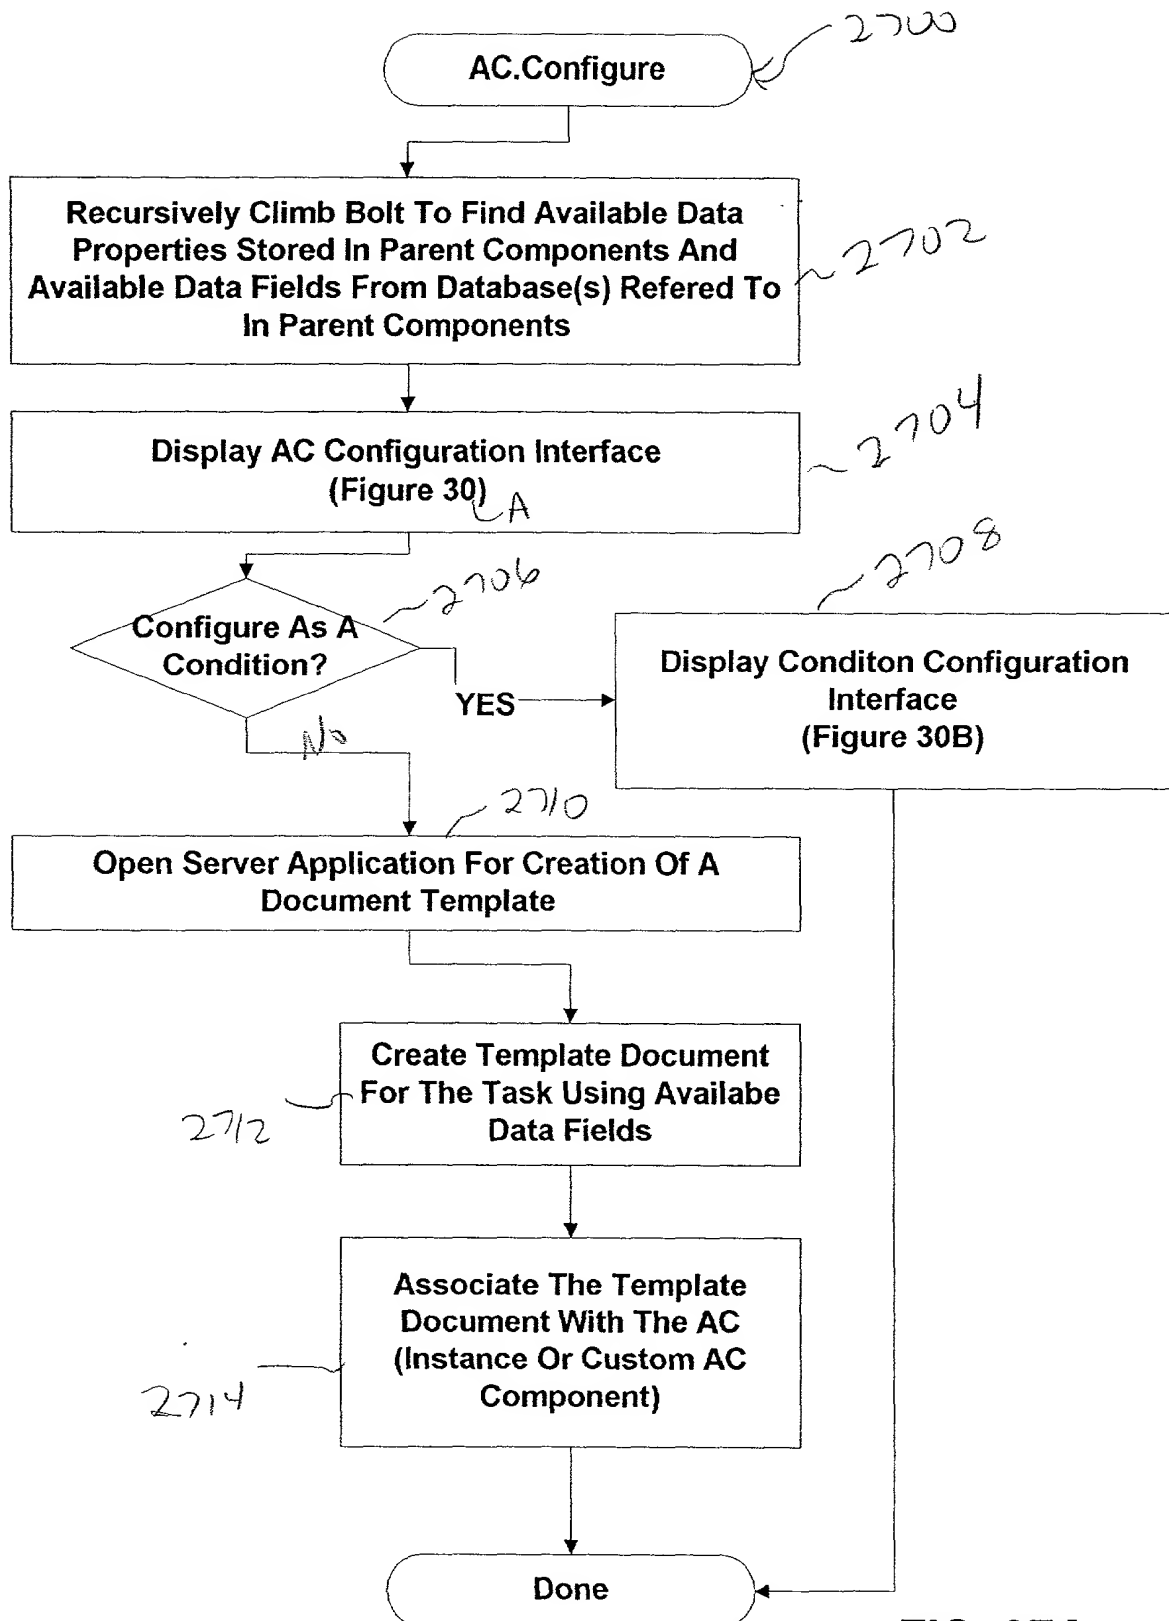 2700
AC.Configure
Recursively Climb Bolt To Find Available Data
Properties Stored In Parent Components And
Available Data Fields From Database(s) Refered To
In Parent Components
2702
Display AC Configuration Interface
(Figure 30)
A
2704
Configure As A
Condition?
2706
YES
No
2708
Display Conditon Configuration
Interface
(Figure 30B)
2710
Open Server Application For Creation Of A
Document Template
Create Template Document
For The Task Using Availabe
Data Fields
2712
Associate The Template
Document With The AC
(Instance Or Custom AC
Component)
2714
Done